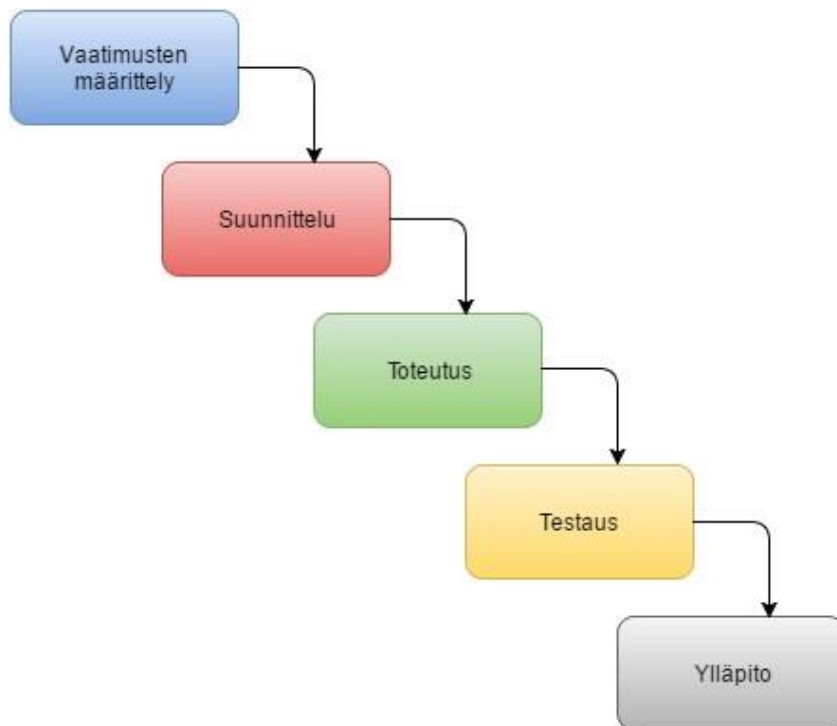 Vaatimusten
määrittely
Suunnittelu
Toteutus
Testaus
Ylläpito